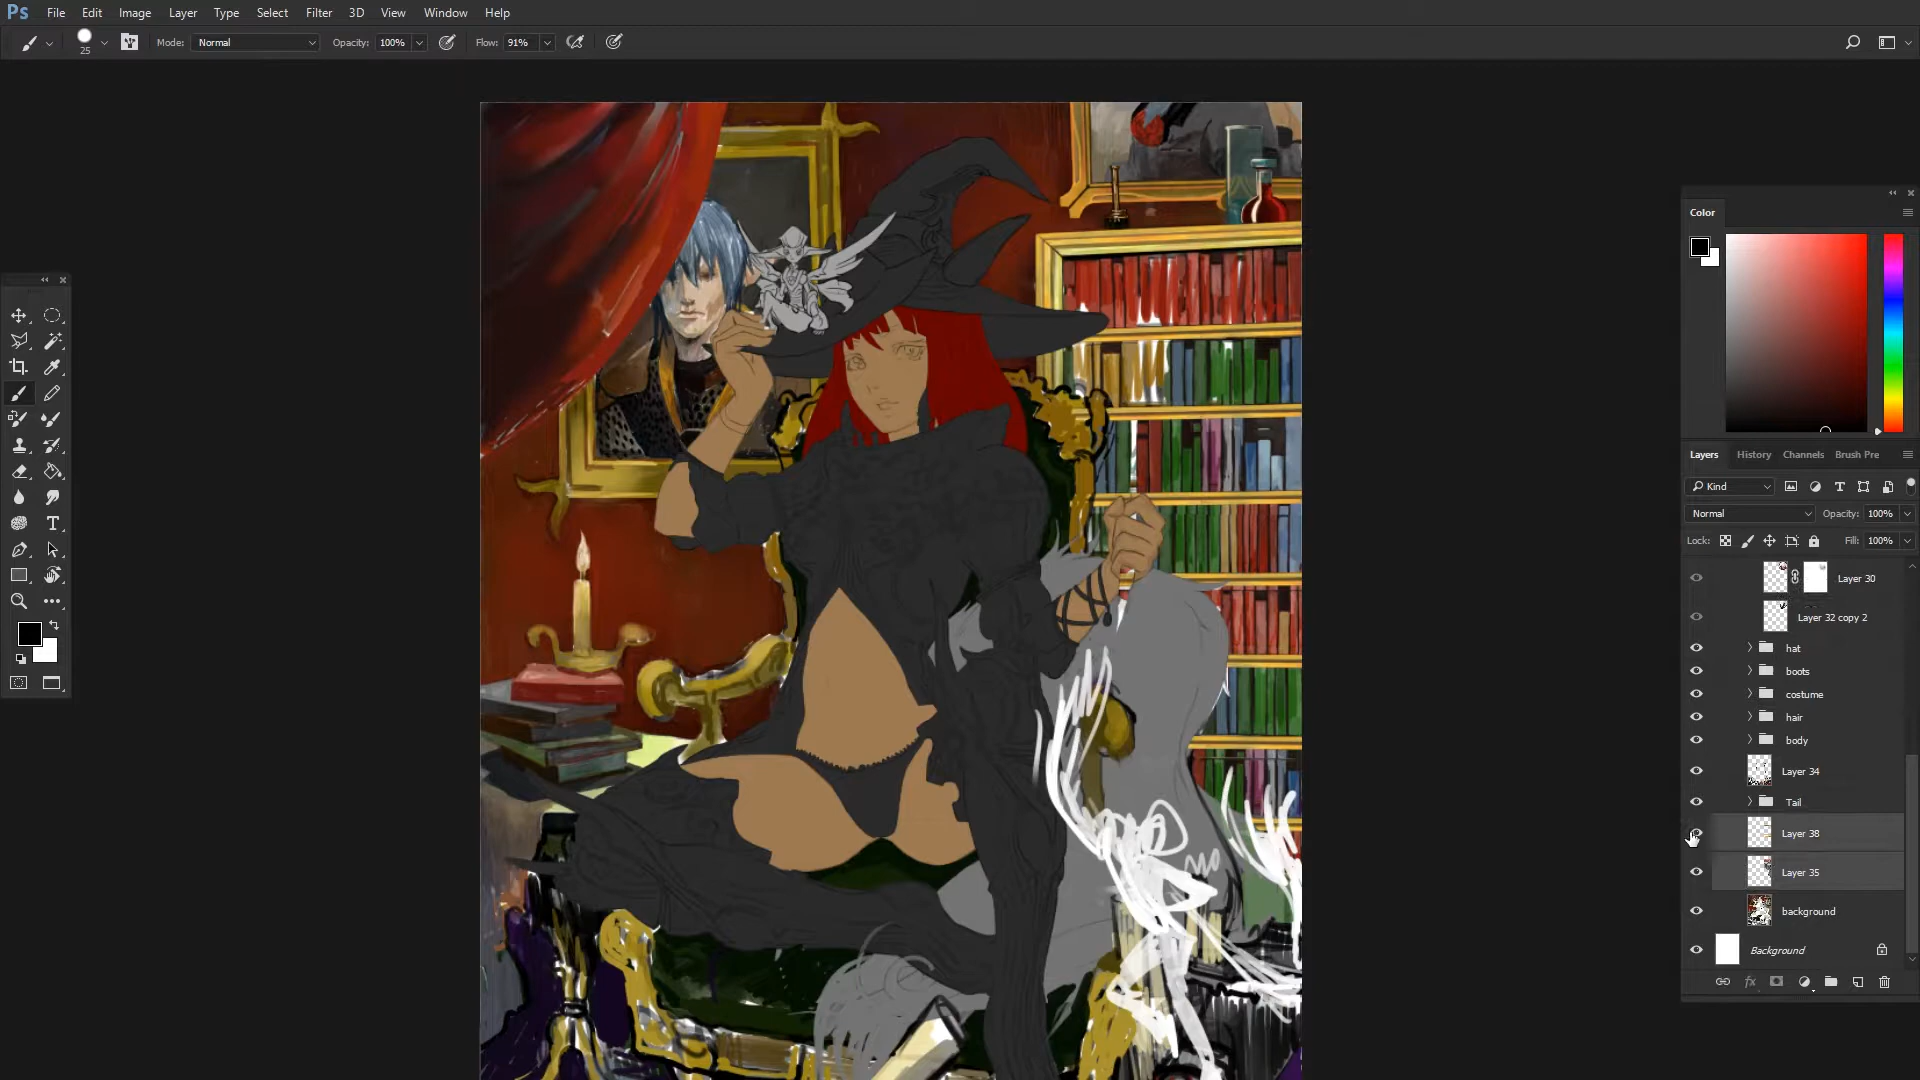 Ps File Edit Image Layer Type Select Filter 3D View Window Help
25 Mode: Normal Opacity: 100% Flow: 91%
Color
Layers History Channels Brush Pre
Kind
Normal Opacity: 100%
Lock: Fill: 100%
Layer 30
Layer 32 copy 2
hat
boots
costume
hair
body
Layer 34
Tail
Layer 38
Layer 35
background
Background
fx